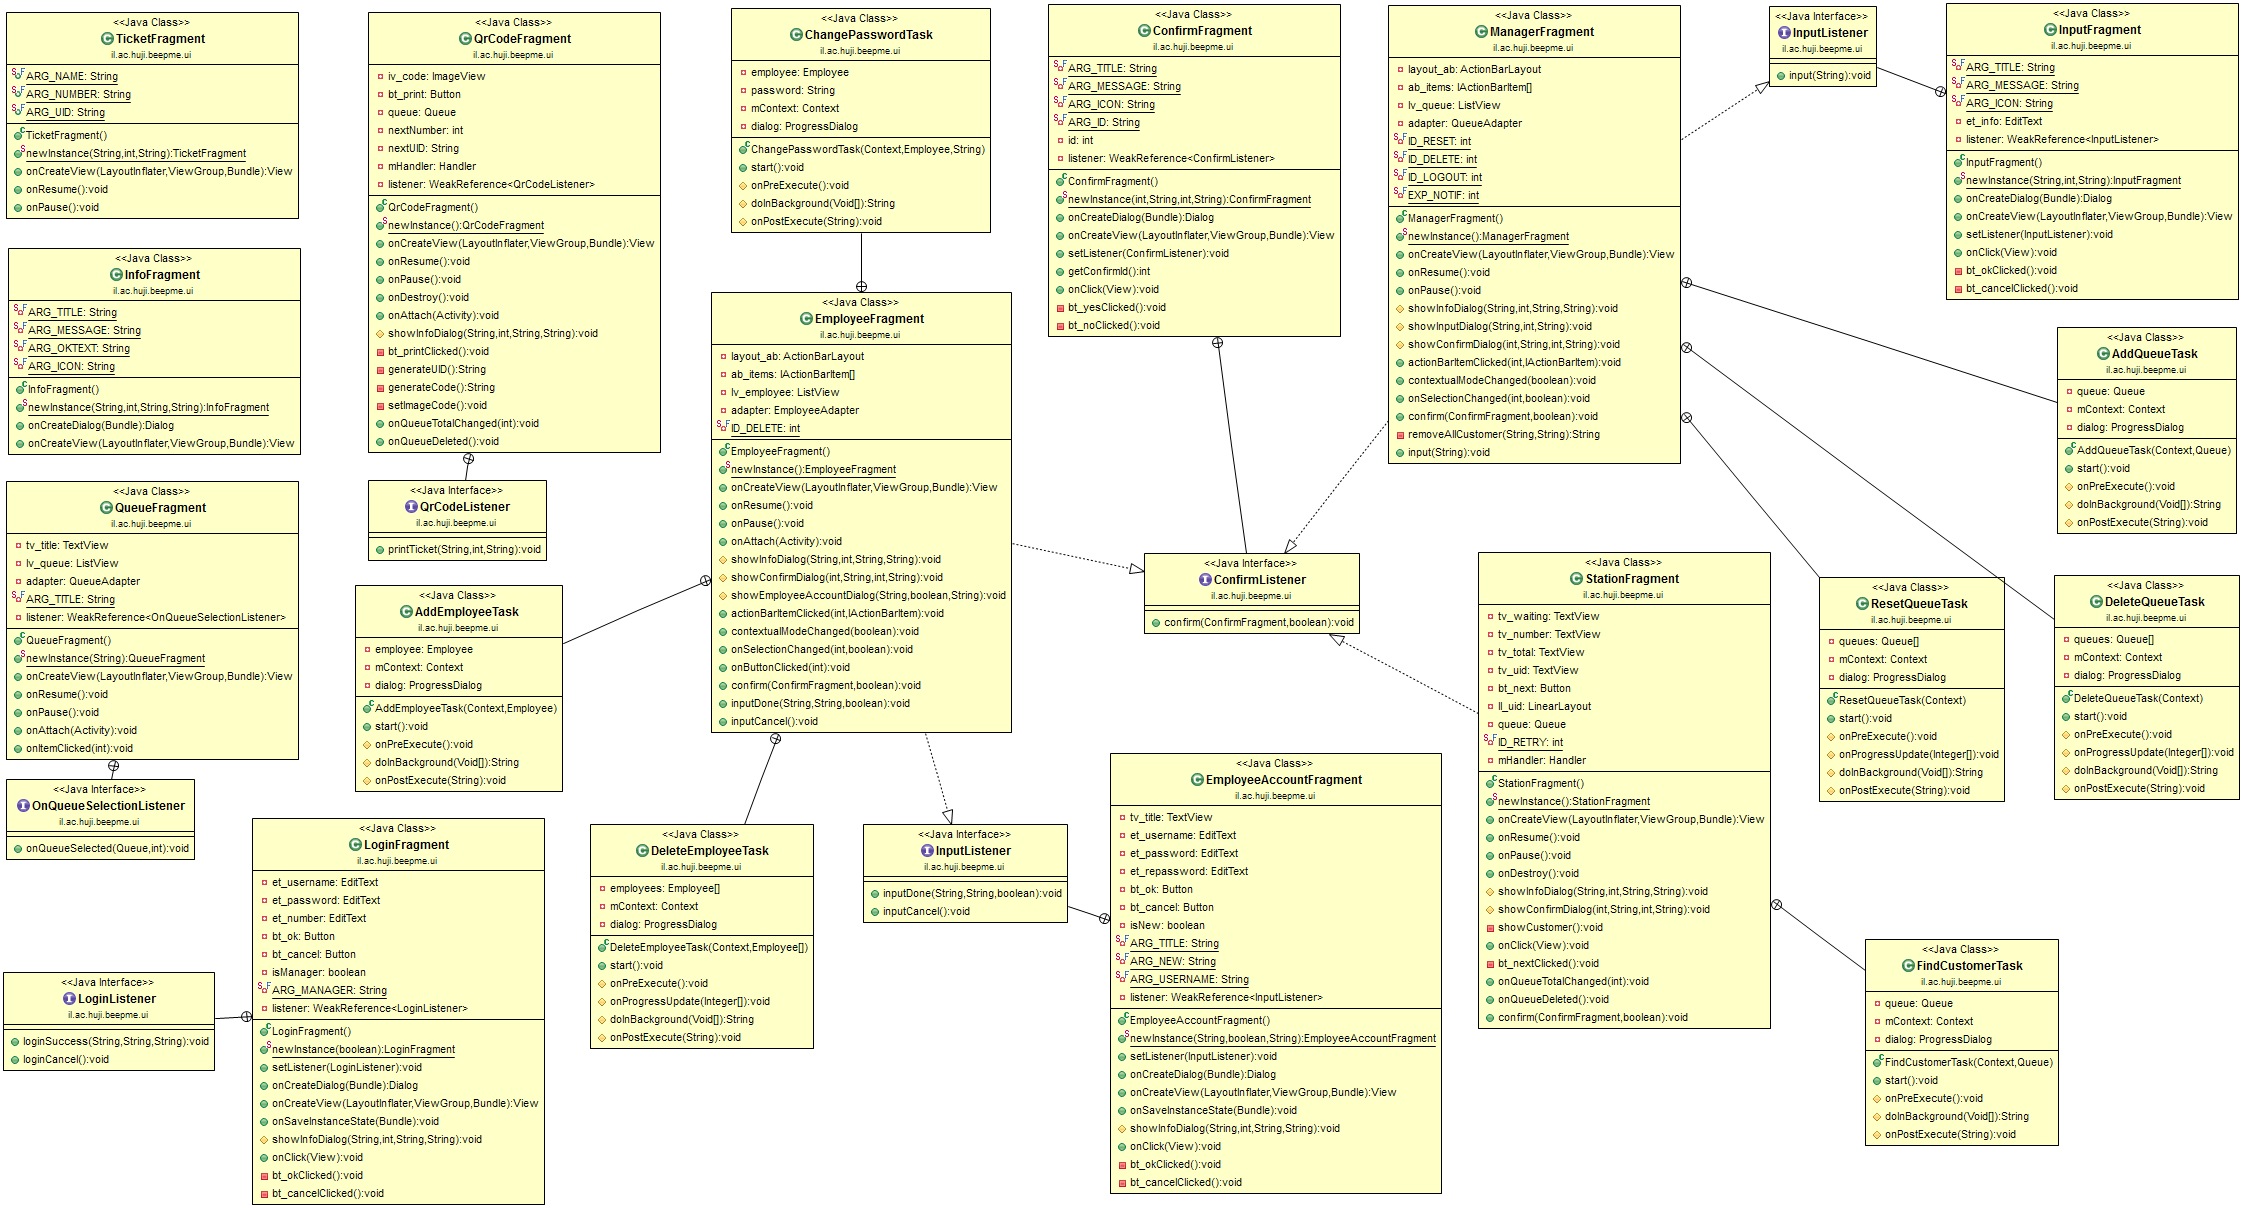 <<Java Class>>
TicketFragment
il.ac.huji.beepme.ui
ARG_NAME: String
ARG_NUMBER: String
ARG_UID: String
TicketFragment()
newInstance(String,int,String):TicketFragment
onCreateView(LayoutInflater,ViewGroup,Bundle):View
onResume():void
onPause():void
<<Java Class>>
InfoFragment
il.ac.huji.beepme.ui
ARG_TITLE: String
ARG_MESSAGE: String
ARG_OKTEXT: String
ARG_ICON: String
InfoFragment()
newInstance(String,int,String,String):InfoFragment
onCreateDialog(Bundle):Dialog
onCreateView(LayoutInflater,ViewGroup,Bundle):View
<<Java Class>>
QueueFragment
il.ac.huji.beepme.ui
tv_title: TextView
lv_queue: ListView
adapter: QueueAdapter
ARG_TITLE: String
listener: WeakReference<OnQueueSelectionListener>
QueueFragment()
newInstance(String):QueueFragment
onCreateView(LayoutInflater,ViewGroup,Bundle):View
onResume():void
onPause():void
onAttach(Activity):void
onItemClicked(int):void
<<Java Interface>>
OnQueueSelectionListener
il.ac.huji.beepme.ui
onQueueSelected(Queue,int):void
<<Java Interface>>
LoginListener
il.ac.huji.beepme.ui
loginSuccess(String,String,String):void
loginCancel():void
<<Java Class>>
LoginFragment
il.ac.huji.beepme.ui
et_username: EditText
et_password: EditText
et_number: EditText
bt_ok: Button
bt_cancel: Button
isManager: boolean
ARG_MANAGER: String
listener: WeakReference<LoginListener>
LoginFragment()
newInstance(boolean):LoginFragment
setListener(LoginListener):void
onCreateDialog(Bundle):Dialog
onCreateView(LayoutInflater,ViewGroup,Bundle):View
onSaveInstanceState(Bundle):void
showInfoDialog(String,int,String,String):void
onClick(View):void
bt_okClicked():void
bt_cancelClicked():void
<<Java Class>>
QrCodeFragment
il.ac.huji.beepme.ui
iv_code: ImageView
bt_print: Button
queue: Queue
nextNumber: int
nextUID: String
mHandler: Handler
listener: WeakReference<QrCodeListener>
QrCodeFragment()
newInstance():QrCodeFragment
onCreateView(LayoutInflater,ViewGroup,Bundle):View
onResume():void
onPause():void
onDestroy():void
onAttach(Activity):void
showInfoDialog(String,int,String,String):void
bt_printClicked():void
generateUID():String
generateCode():String
setImageCode():void
onQueueTotalChanged(int):void
onQueueDeleted():void
<<Java Interface>>
QrCodeListener
il.ac.huji.beepme.ui
printTicket(String,int,String):void
<<Java Class>>
AddEmployeeTask
il.ac.huji.beepme.ui
employee: Employee
mContext: Context
dialog: ProgressDialog
AddEmployeeTask(Context,Employee)
start():void
onPreExecute():void
doInBackground(Void[]):String
onPostExecute(String):void
<<Java Class>>
ChangePasswordTask
il.ac.huji.beepme.ui
employee: Employee
password: String
mContext: Context
dialog: ProgressDialog
ChangePasswordTask(Context,Employee,String)
start():void
onPreExecute():void
doInBackground(Void[]):String
onPostExecute(String):void
<<Java Class>>
EmployeeFragment
il.ac.huji.beepme.ui
layout_ab: ActionBarLayout
ab_items: IActionBarItem[]
lv_employee: ListView
adapter: EmployeeAdapter
ID_DELETE: int
EmployeeFragment()
newInstance():EmployeeFragment
onCreateView(LayoutInflater,ViewGroup,Bundle):View
onResume():void
onPause():void
onAttach(Activity):void
showInfoDialog(String,int,String,String):void
showConfirmDialog(int,String,int,String):void
showEmployeeAccountDialog(String,boolean,String):void
actionBarItemClicked(int,IActionBarItem):void
contextualModeChanged(boolean):void
onSelectionChanged(int,boolean):void
onButtonClicked(int):void
confirm(ConfirmFragment,boolean):void
inputDone(String,String,boolean):void
inputCancel():void
<<Java Class>>
DeleteEmployeeTask
il.ac.huji.beepme.ui
employees: Employee[]
mContext: Context
dialog: ProgressDialog
DeleteEmployeeTask(Context,Employee[])
start():void
onPreExecute():void
onProgressUpdate(Integer[]):void
doInBackground(Void[]):String
onPostExecute(String):void
<<Java Interface>>
InputListener
il.ac.huji.beepme.ui
inputDone(String,String,boolean):void
inputCancel():void
<<Java Class>>
ConfirmFragment
il.ac.huji.beepme.ui
ARG_TITLE: String
ARG_MESSAGE: String
ARG_ICON: String
ARG_ID: String
id: int
listener: WeakReference<ConfirmListener>
ConfirmFragment()
newInstance(int,String,int,String):ConfirmFragment
onCreateDialog(Bundle):Dialog
onCreateView(LayoutInflater,ViewGroup,Bundle):View
setListener(ConfirmListener):void
getConfirmId():int
onClick(View):void
bt_yesClicked():void
bt_noClicked():void
<<Java Interface>>
ConfirmListener
il.ac.huji.beepme.ui
confirm(ConfirmFragment,boolean):void
<<Java Class>>
EmployeeAccountFragment
il.ac.huji.beepme.ui
tv_title: TextView
et_username: EditText
et_password: EditText
et_repassword: EditText
bt_ok: Button
bt_cancel: Button
isNew: boolean
ARG_TITLE: String
ARG_NEW: String
ARG_USERNAME: String
listener: WeakReference<InputListener>
EmployeeAccountFragment()
newInstance(String,boolean,String):EmployeeAccountFragment
setListener(InputListener):void
onCreateDialog(Bundle):Dialog
onCreateView(LayoutInflater,ViewGroup,Bundle):View
onSaveInstanceState(Bundle):void
showInfoDialog(String,int,String,String):void
onClick(View):void
bt_okClicked():void
bt_cancelClicked():void
<<Java Class>>
ManagerFragment
il.ac.huji.beepme.ui
layout_ab: ActionBarLayout
ab_items: IActionBarItem[]
lv_queue: ListView
adapter: QueueAdapter
ID_RESET: int
ID_DELETE: int
ID_LOGOUT: int
EXP_NOTIF: int
ManagerFragment()
newInstance():ManagerFragment
onCreateView(LayoutInflater,ViewGroup,Bundle):View
onResume():void
onPause():void
showInfoDialog(String,int,String,String):void
showInputDialog(String,int,String):void
showConfirmDialog(int,String,int,String):void
actionBarItemClicked(int,IActionBarItem):void
contextualModeChanged(boolean):void
onSelectionChanged(int,boolean):void
confirm(ConfirmFragment,boolean):void
removeAllCustomer(String,String):String
input(String):void
<<Java Class>>
StationFragment
il.ac.huji.beepme.ui
tv_waiting: TextView
tv_number: TextView
tv_total: TextView
tv_uid: TextView
bt_next: Button
ll_uid: LinearLayout
queue: Queue
ID_RETRY: int
mHandler: Handler
StationFragment()
newInstance():StationFragment
onCreateView(LayoutInflater,ViewGroup,Bundle):View
onResume():void
onPause():void
onDestroy():void
showInfoDialog(String,int,String,String):void
showConfirmDialog(int,String,int,String):void
showCustomer():void
onClick(View):void
bt_nextClicked():void
onQueueTotalChanged(int):void
onQueueDeleted():void
confirm(ConfirmFragment,boolean):void
<<Java Interface>>
InputListener
il.ac.huji.beepme.ui
input(String):void
<<Java Class>>
InputFragment
il.ac.huji.beepme.ui
ARG_TITLE: String
ARG_MESSAGE: String
ARG_ICON: String
et_info: EditText
listener: WeakReference<InputListener>
InputFragment()
newInstance(String,int,String):InputFragment
onCreateDialog(Bundle):Dialog
onCreateView(LayoutInflater,ViewGroup,Bundle):View
setListener(InputListener):void
onClick(View):void
bt_okClicked():void
bt_cancelClicked():void
<<Java Class>>
AddQueueTask
il.ac.huji.beepme.ui
queue: Queue
mContext: Context
dialog: ProgressDialog
AddQueueTask(Context,Queue)
start():void
onPreExecute():void
doInBackground(Void[]):String
onPostExecute(String):void
<<Java Class>>
ResetQueueTask
il.ac.huji.beepme.ui
queues: Queue[]
mContext: Context
dialog: ProgressDialog
ResetQueueTask(Context)
start():void
onPreExecute():void
onProgressUpdate(Integer[]):void
doInBackground(Void[]):String
onPostExecute(String):void
<<Java Class>>
DeleteQueueTask
il.ac.huji.beepme.ui
queues: Queue[]
mContext: Context
dialog: ProgressDialog
DeleteQueueTask(Context)
start():void
onPreExecute():void
onProgressUpdate(Integer[]):void
doInBackground(Void[]):String
onPostExecute(String):void
<<Java Class>>
FindCustomerTask
il.ac.huji.beepme.ui
queue: Queue
mContext: Context
dialog: ProgressDialog
FindCustomerTask(Context,Queue)
start():void
onPreExecute():void
doInBackground(Void[]):String
onPostExecute(String):void